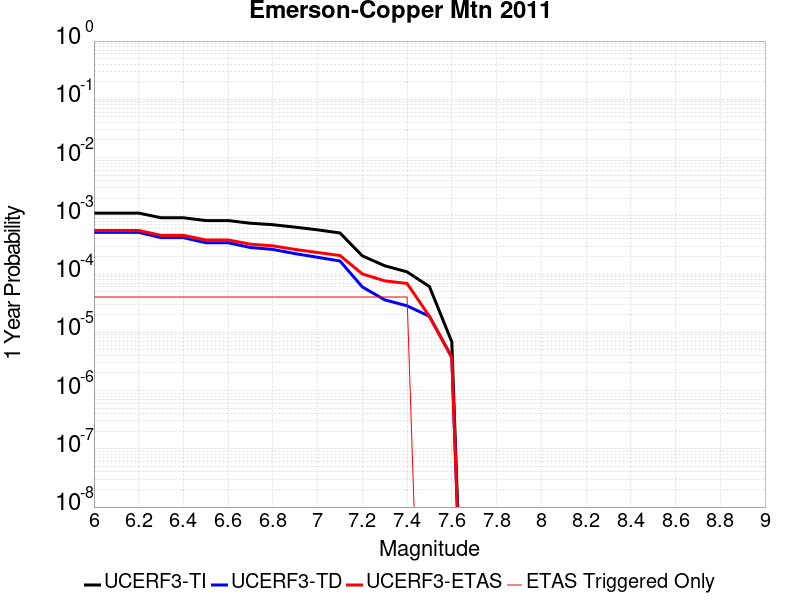 Emerson-Copper Mtn 2011
10^0
10^-1
10^-2
10^-3
10^-4
10^-5
10^-6
10^-7
10^-8
1 Year Probability
6 6.2 6.4 6.6 6.8 7 7.2 7.4 7.6 7.8 8 8.2 8.4 8.6 8.8 9
Magnitude
UCERF3-TI UCERF3-TD UCERF3-ETAS ETAS Triggered Only